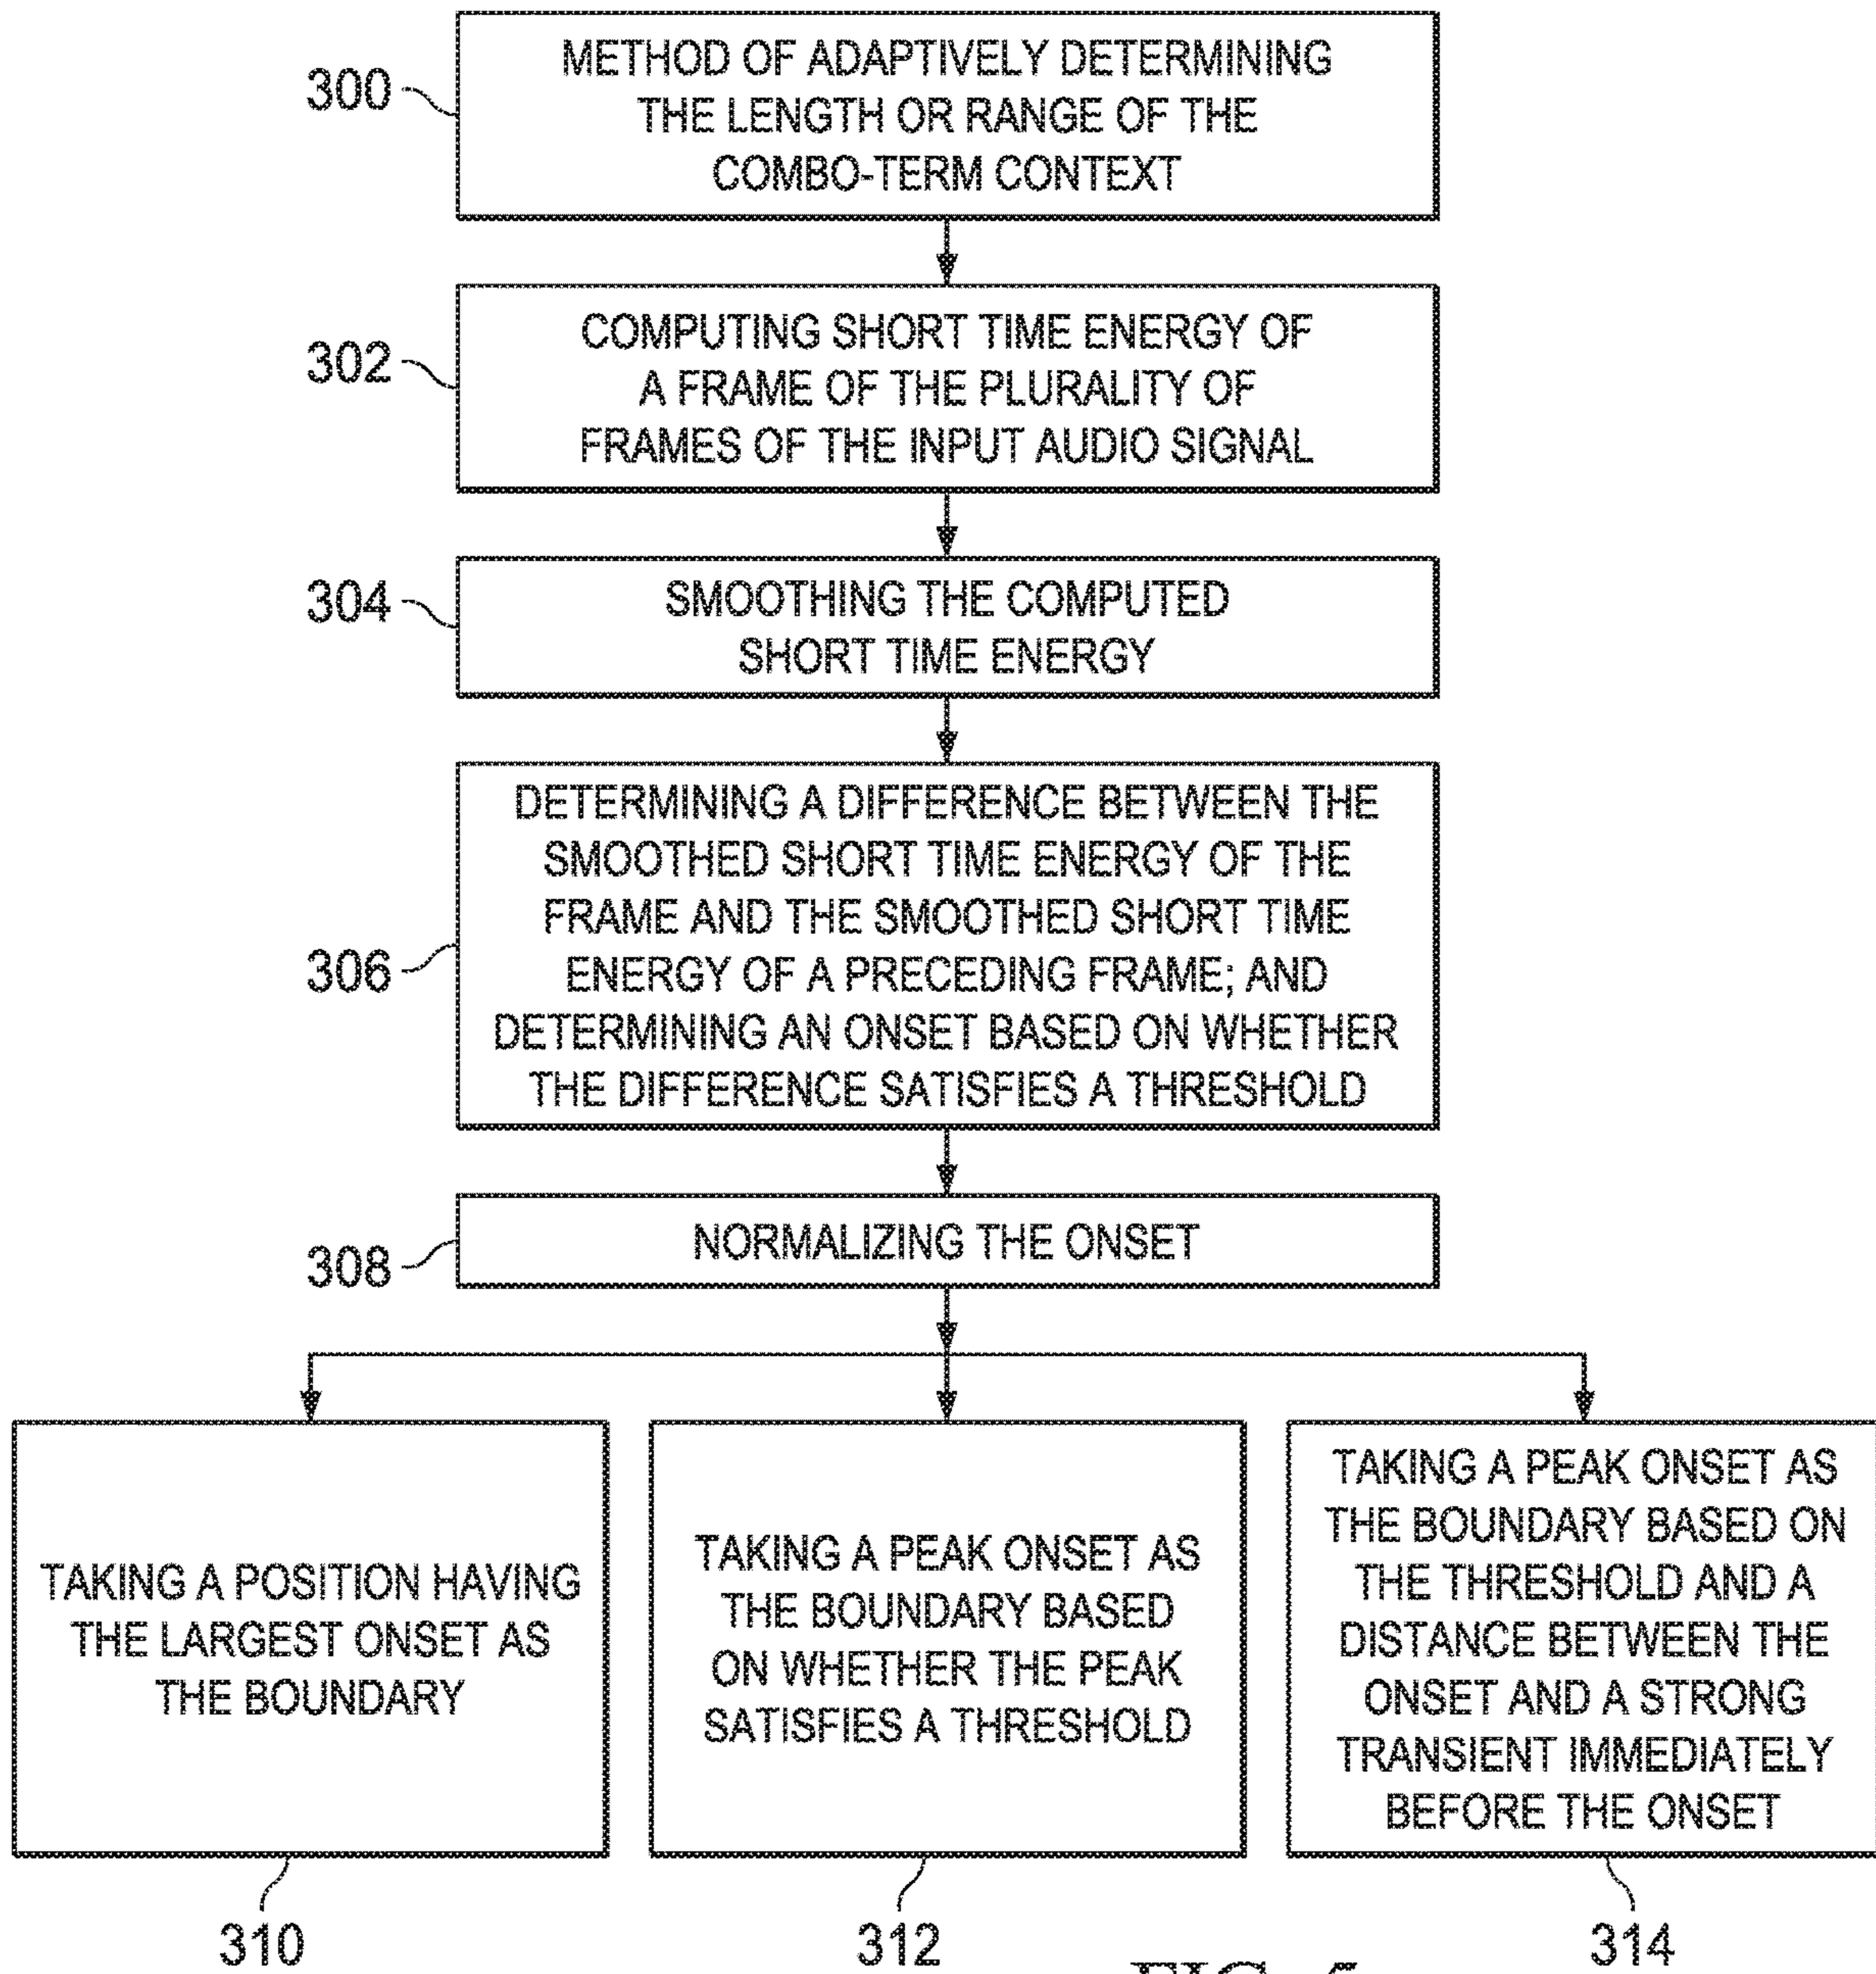 300
METHOD OF ADAPTIVELY DETERMINING
THE LENGTH OR RANGE OF THE
COMBO-TERM CONTEXT
302
COMPUTING SHORT TIME ENERGY OF
A FRAME OF THE PLURALITY OF
FRAMES OF THE INPUT AUDIO SIGNAL
304
SMOOTHING THE COMPUTED
SHORT TIME ENERGY
306
DETERMINING A DIFFERENCE BETWEEN THE
SMOOTHED SHORT TIME ENERGY OF THE
FRAME AND THE SMOOTHED SHORT TIME
ENERGY OF A PRECEDING FRAME; AND
DETERMINING AN ONSET BASED ON WHETHER
THE DIFFERENCE SATISFIES A THRESHOLD
308
NORMALIZING THE ONSET
TAKING A POSITION HAVING
THE LARGEST ONSET AS
THE BOUNDARY
310
TAKING A PEAK ONSET AS
THE BOUNDARY BASED
ON WHETHER THE PEAK
SATISFIES A THRESHOLD
312
TAKING A PEAK ONSET AS
THE BOUNDARY BASED ON
THE THRESHOLD AND A
DISTANCE BETWEEN THE
ONSET AND A STRONG
TRANSIENT IMMEDIATELY
BEFORE THE ONSET
314